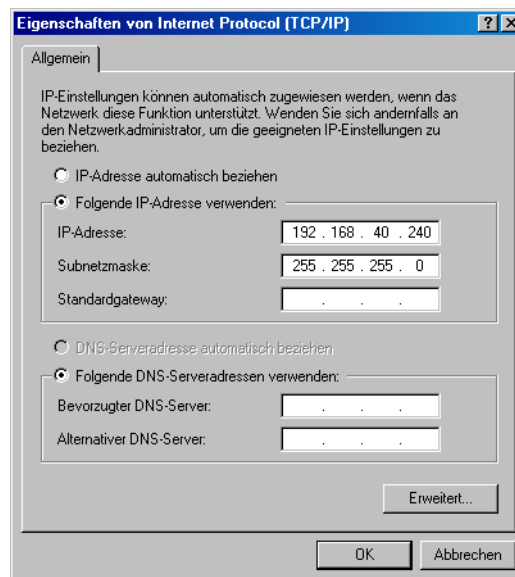 Eigenschaften von Internet Protocol (TCP/IP)
Allgemein
IP-Einstellungen können automatisch zugewiesen werden, wenn das
Netzwerk diese Funktion unterstützt. Wenden Sie sich andernfalls an
den Netzwerkadministrator, um die geeigneten IP-Einstellungen zu
beziehen.
IP-Adresse automatisch beziehen
Folgende IP-Adresse verwenden:
IP-Adresse: 192 . 168 . 40 . 240
Subnetzmaske: 255 . 255 . 255 . 0
Standardgateway: . . .
DNS-Serveradresse automatisch beziehen
Folgende DNS-Serveradressen verwenden:
Bevorzugter DNS-Server: . . .
Alternativer DNS-Server: . . .
Erweitert...
OK Abbrechen